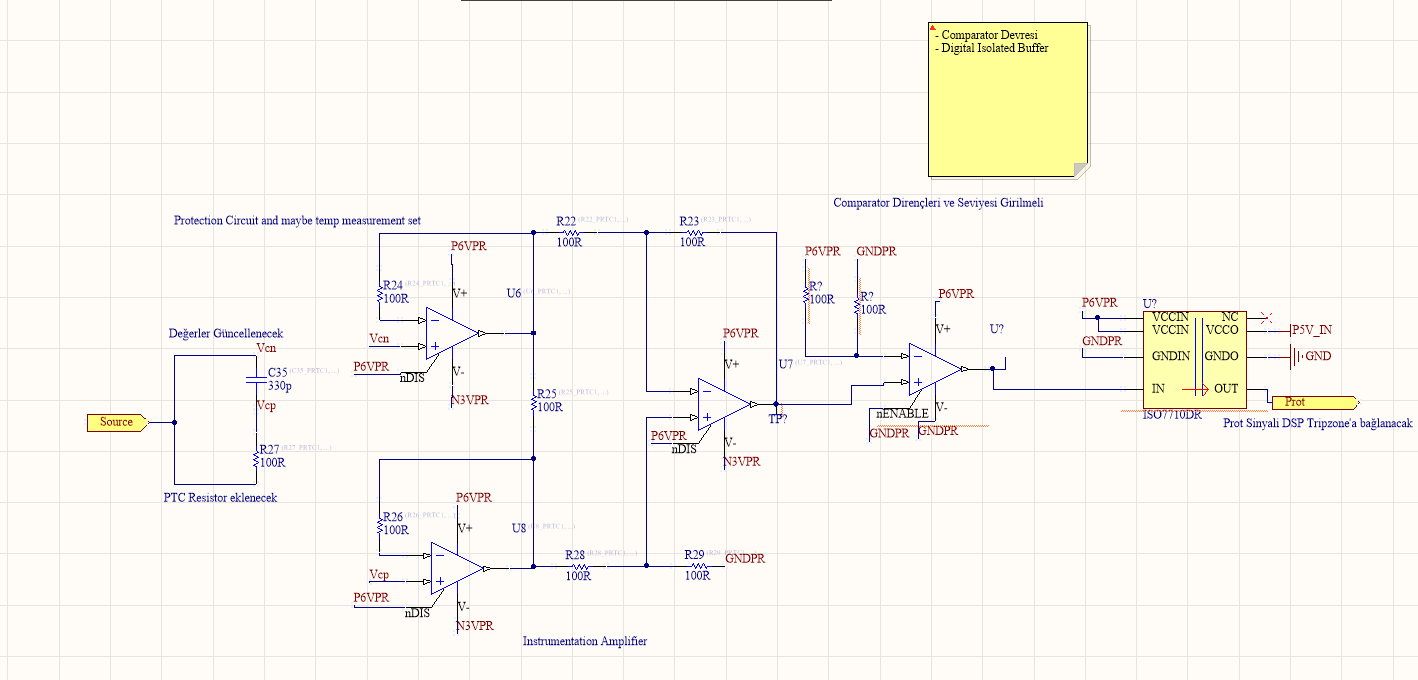 - Comparator Devresi
- Digital Isolated Buffer
Comparator Dirençleri ve Seviyesi Girilmeli
Protection Circuit and maybe temp measurement set
R22
100R
R23
100R
P6VPR
P6VPR
GNDPR
R24
100R
V+
U6
R?
100R
R?
100R
P6VPR
V+
U?
P6VPR
U?
VCCIN
NC
VCCIN
VCCO
P5V_IN
GNDPR
GNDIN
GNDO
GND
IN
OUT
ISO7710DR
Prot
Prot Sinyali DSP Tripzone'a bağlanacak
Değerler Güncellenecek
Vcn
Vcn
P6VPR
nDIS
V-
N3VPR
P6VPR
V+
U7
C35
330p
Vcp
R25
100R
TP?
nENABLE
V-
GNDPR
GNDPR
Source
P6VPR
nDIS
V-
N3VPR
R27
100R
PTC Resistor eklenecek
P6VPR
R26
100R
V+
U8
R28
100R
R29
100R
GNDPR
Vcp
P6VPR
nDIS
V-
N3VPR
Instrumentation Amplifier